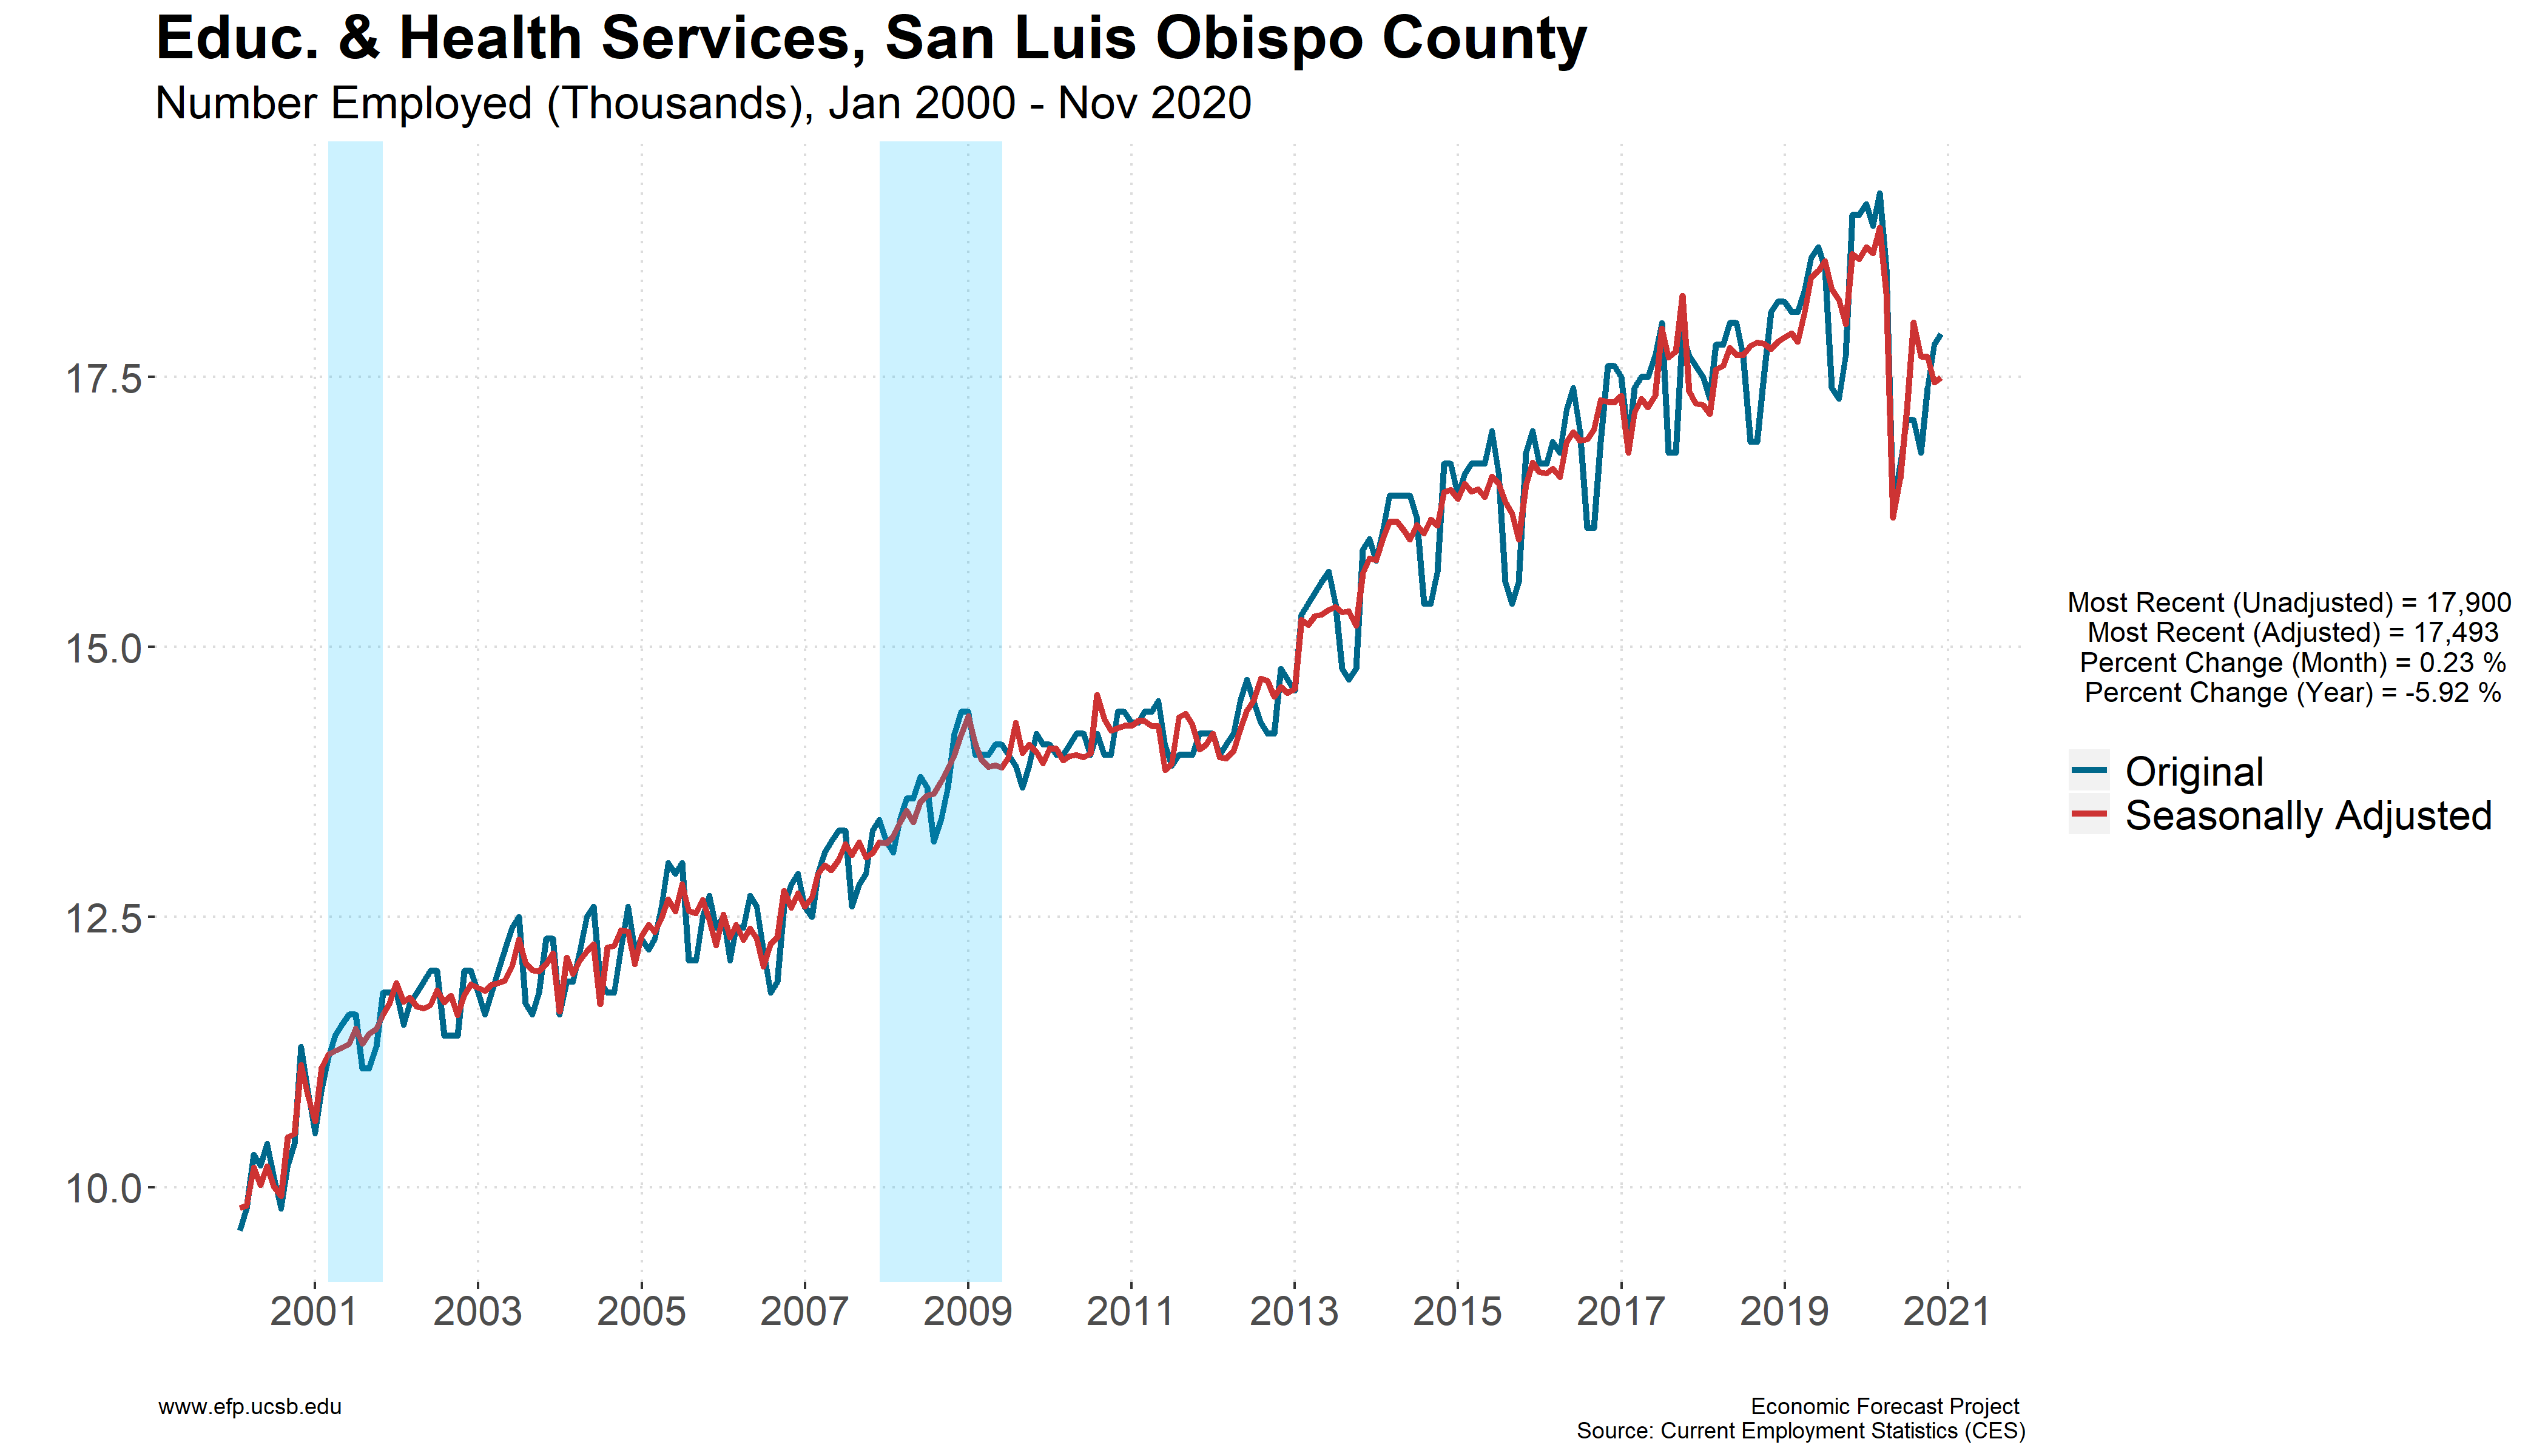 Educ. & Health Services, San Luis Obispo County
Number Employed (Thousands), Jan 2000 - Nov 2020
17.5
15.0
12.5
10.0
2001 2003 2005 2007 2009 2011 2013 2015 2017 2019 2021
Most Recent (Unadjusted) = 17,900
Most Recent (Adjusted) = 17,493
Percent Change (Month) = 0.23 %
Percent Change (Year) = -5.92 %
Original
Seasonally Adjusted
www.efp.ucsb.edu
Economic Forecast Project
Source: Current Employment Statistics (CES)